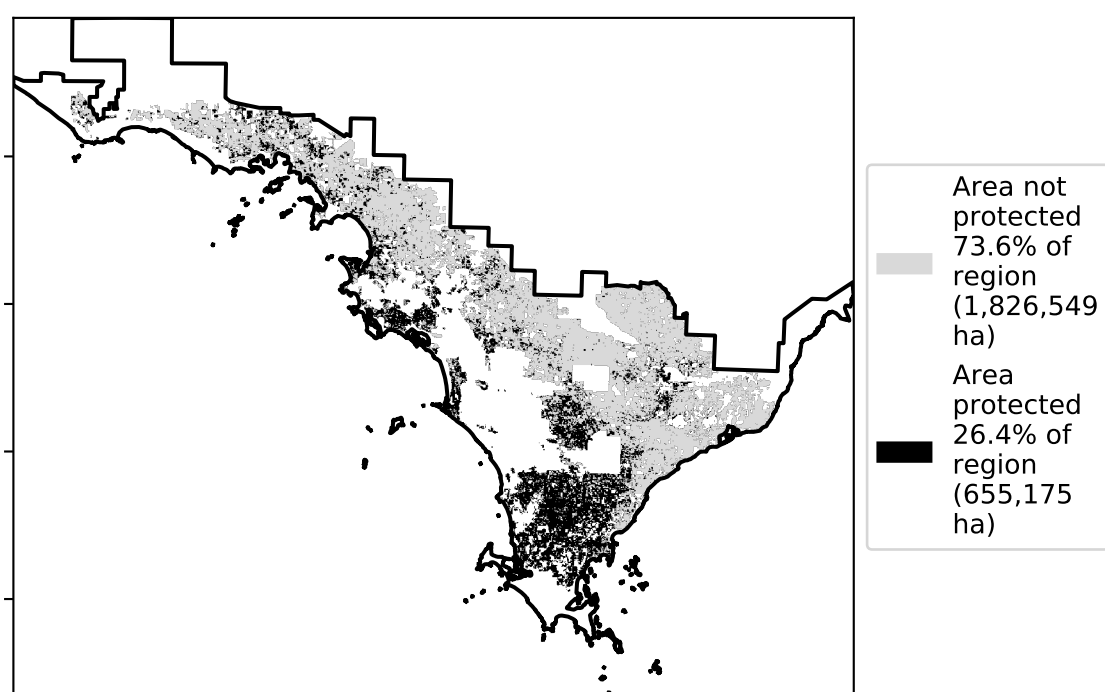 Area not
protected
73.6% of
region
(1,826,549
ha)
Area
protected
26.4% of
region
(655,175
ha)